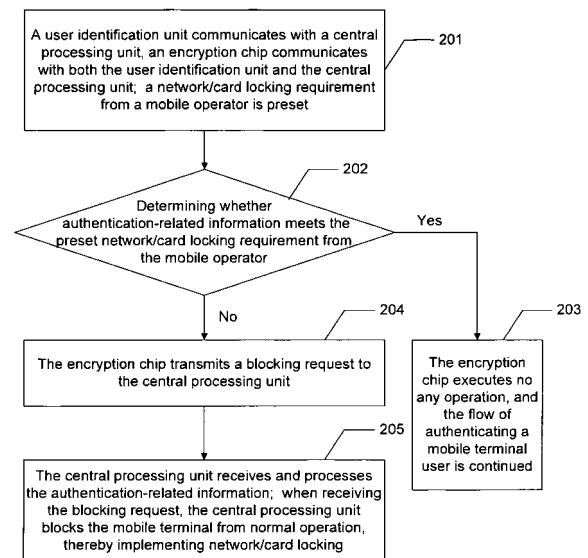 A user identification unit communicates with a central
processing unit, an encryption chip communicates
with both the user identification unit and the central
processing unit; a network/card locking requirement
from a mobile operator is preset
201
202
Determining whether
authentication-related information meets the
preset network/card locking requirement from
the mobile operator
Yes
No
204
203
The encryption chip transmits a blocking request to
the central processing unit
The encryption
chip executes no
any operation, and
the flow of
authenticating a
mobile terminal
user is continued
205
The central processing unit receives and processes
the authentication-related information; when receiving
the blocking request, the central processing unit
blocks the mobile terminal from normal operation,
thereby implementing network/card locking